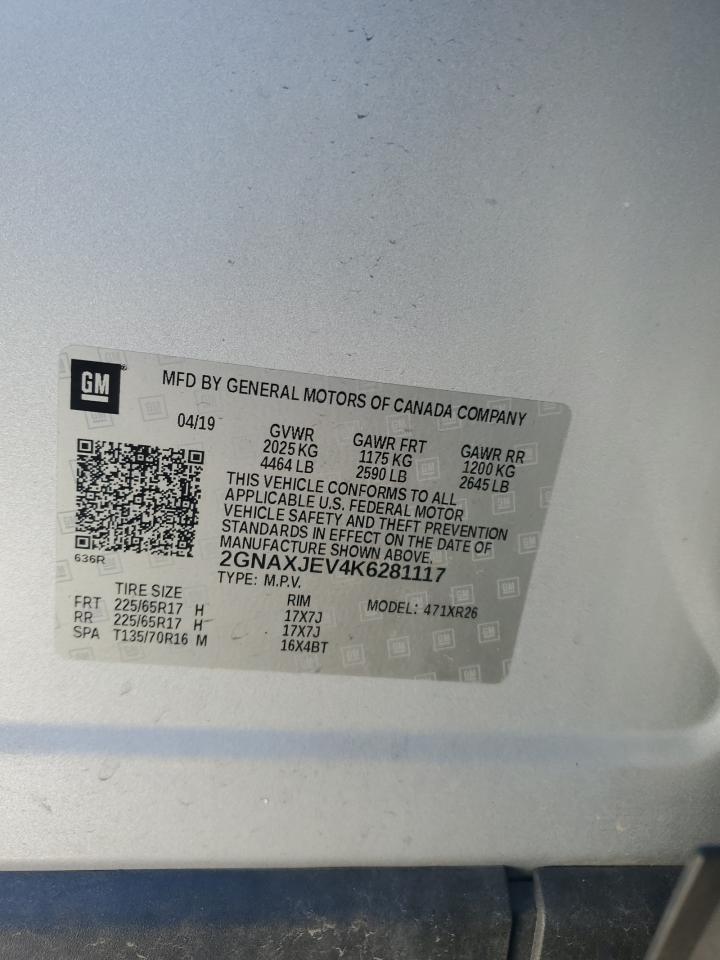 GM
MFD BY GENERAL MOTORS OF CANADA COMPANY
04/19
GVWR
2025 KG
4464 LB
GAWR FRT
1175 KG
2590 LB
GAWR RR
1200 KG
2645 LB
THIS VEHICLE CONFORMS TO ALL
APPLICABLE U.S. FEDERAL MOTOR
VEHICLE SAFETY AND THEFT PREVENTION
STANDARDS IN EFFECT ON THE DATE OF
MANUFACTURE SHOWN ABOVE.
636R
2GNAXJEV4K6281117
TYPE: M.P.V.
MODEL: 471XR26
TIRE SIZE RIM
FRT 225/65R17 H 17X7J
RR 225/65R17 H 17X7J
SPA T135/70R16 M 16X4BT